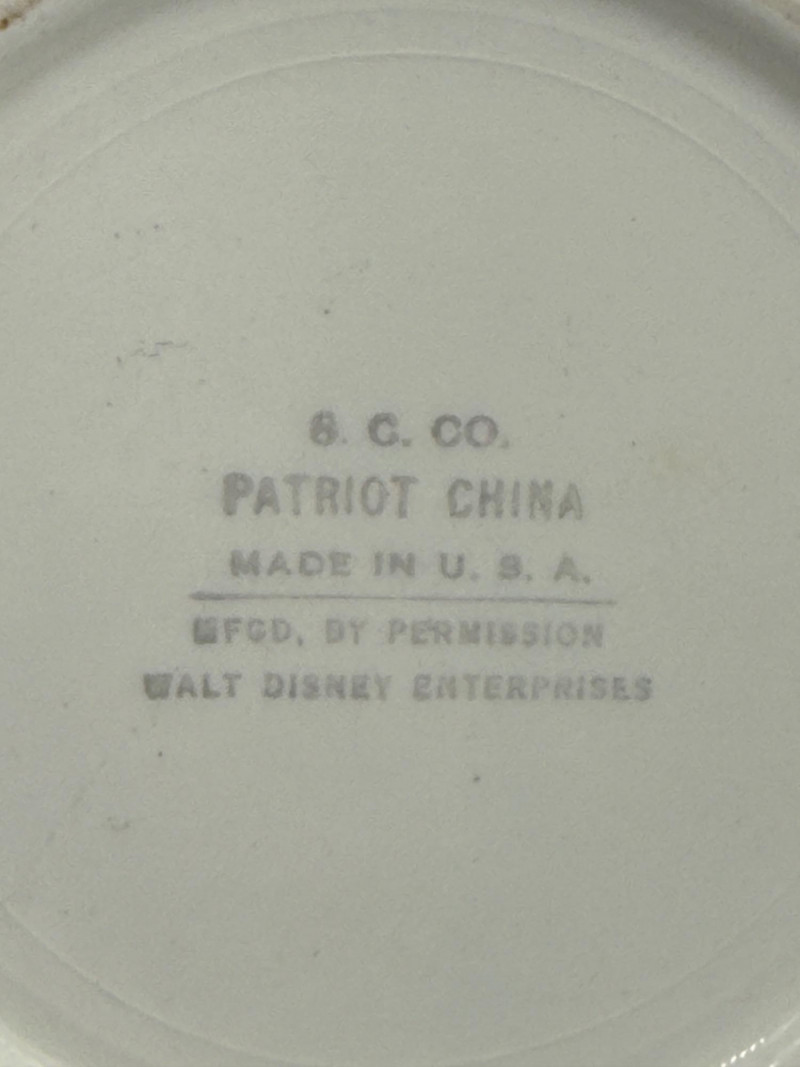 S. C. CO.
PATRIOT CHINA
MADE IN U. S. A.
MFGD. BY PERMISSION
WALT DISNEY ENTERPRISES